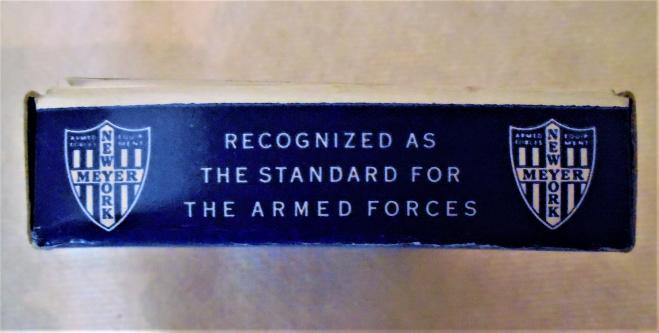 ARMED FORCES EQUIPMENT
NEW YORK
MEYER
RECOGNIZED AS
THE STANDARD FOR
THE ARMED FORCES
ARMED FORCES EQUIPMENT
NEW YORK
MEYER